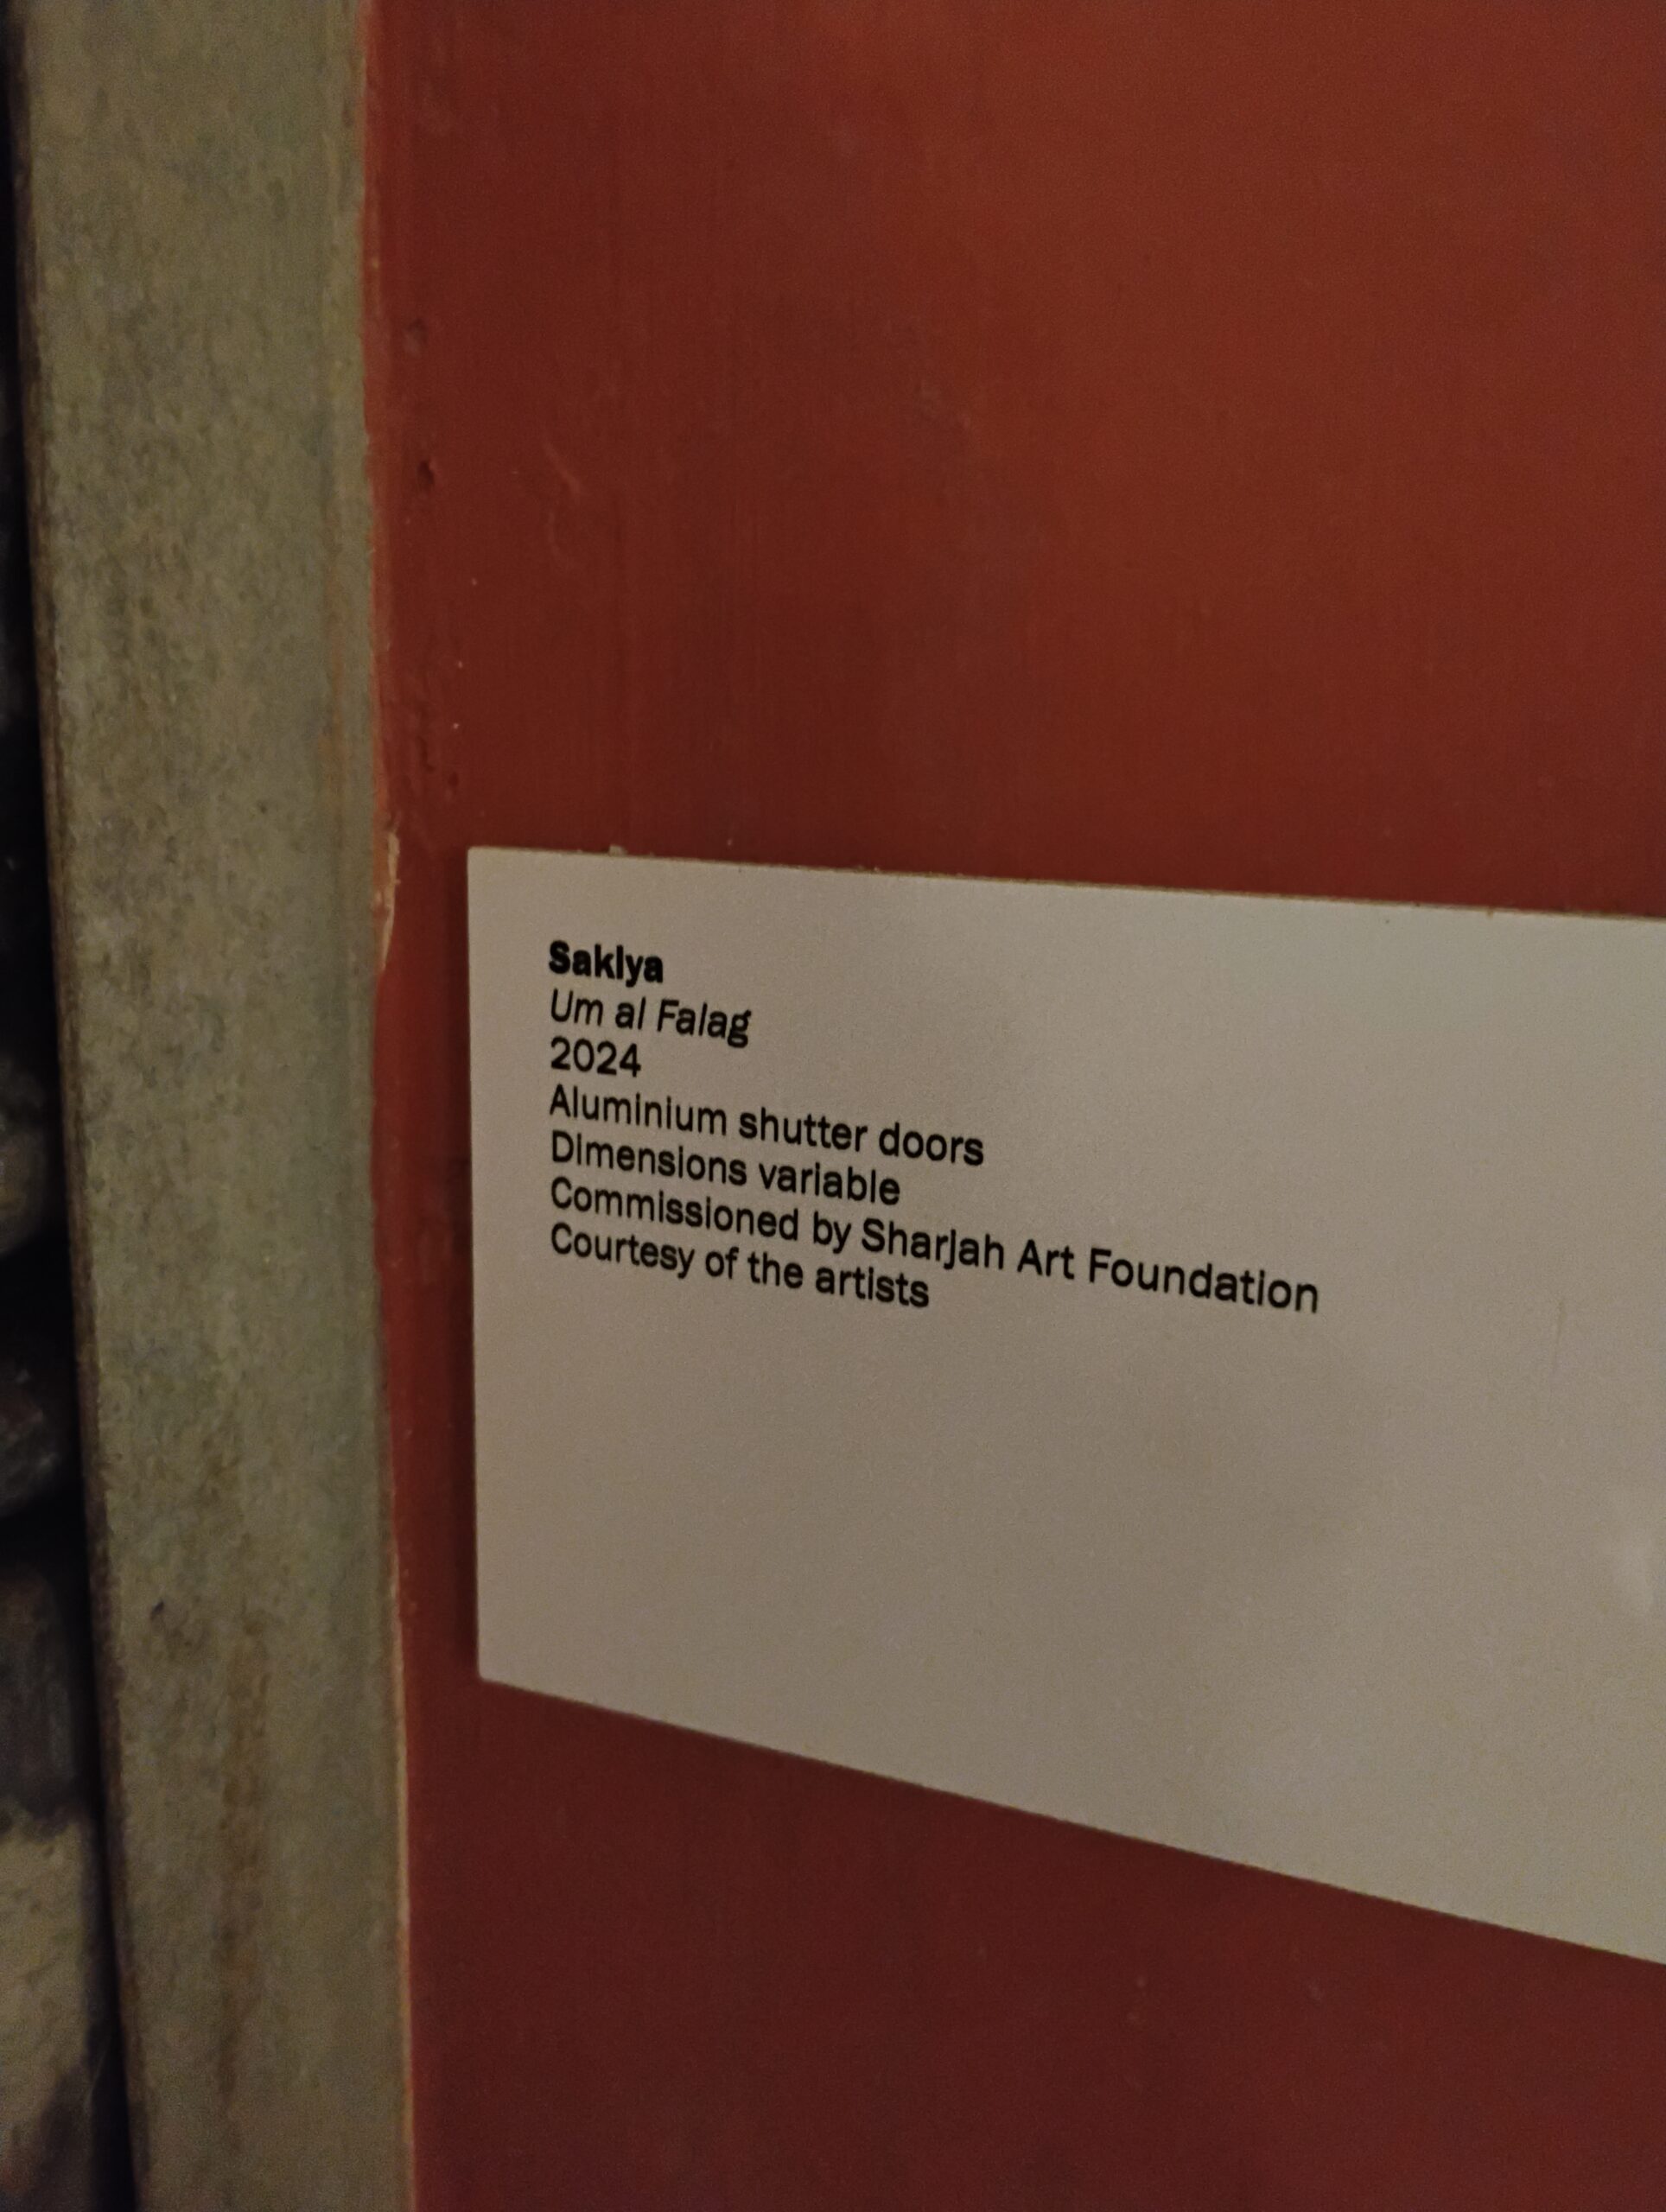 Sakiya
Um al Falag
2024
Aluminium shutter doors
Dimensions variable
Commissioned by Sharjah Art Foundation
Courtesy of the artists